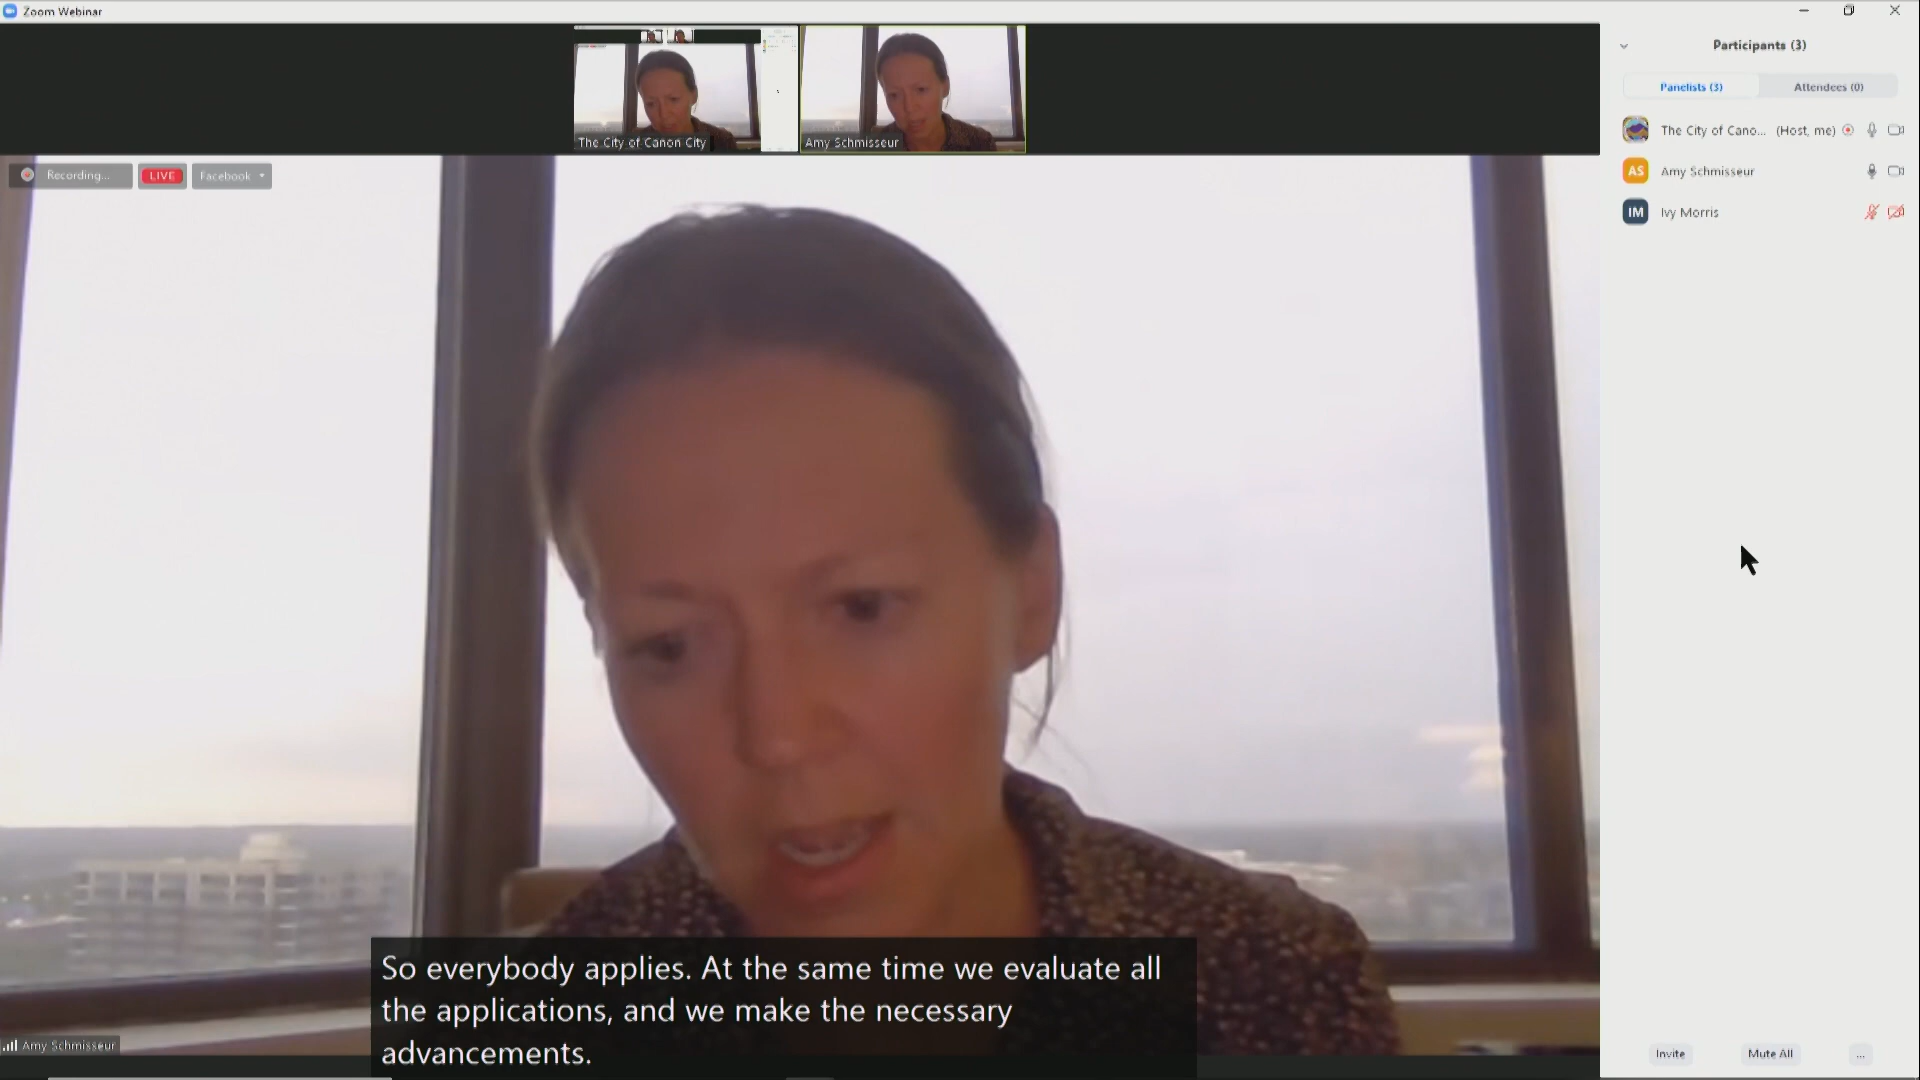 Zoom Webinar
The City of Canon City
Amy Schmisseur
Participants (3)
Panelists (3)
Attendees (0)
The City of Cano... (Host, me)
AS
Amy Schmisseur
IM
Ivy Morris
Recording...
LIVE
Facebook
So everybody applies. At the same time we evaluate all
the applications, and we make the necessary
advancements.
Amy Schmisseur
Invite
Mute All
...